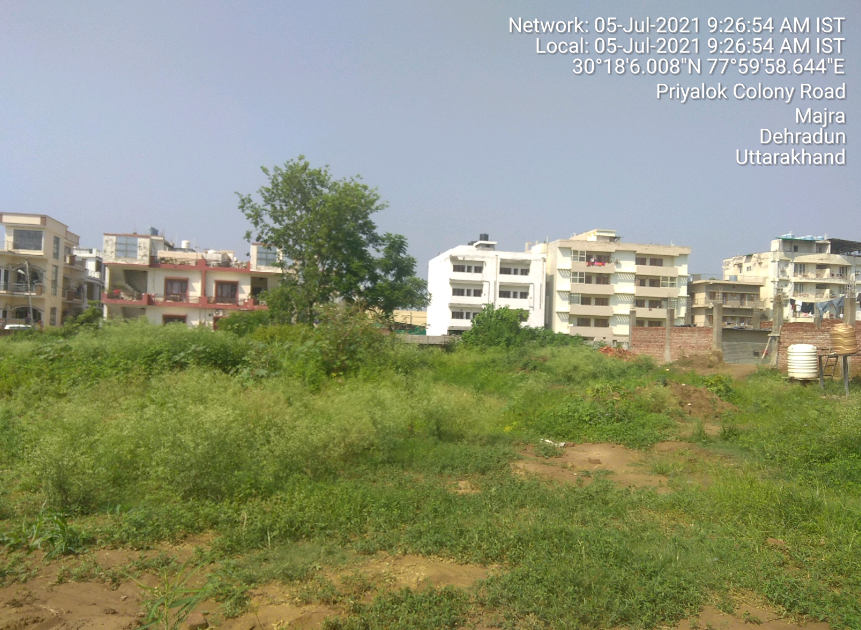 Network: 05-Jul-2021 9:26:54 AM IST
Local: 05-Jul-2021 9:26:54 AM IST
30°18'6.008"N 77°59'58.644"E
Priyalok Colony Road
Majra
Dehradun
Uttarakhand